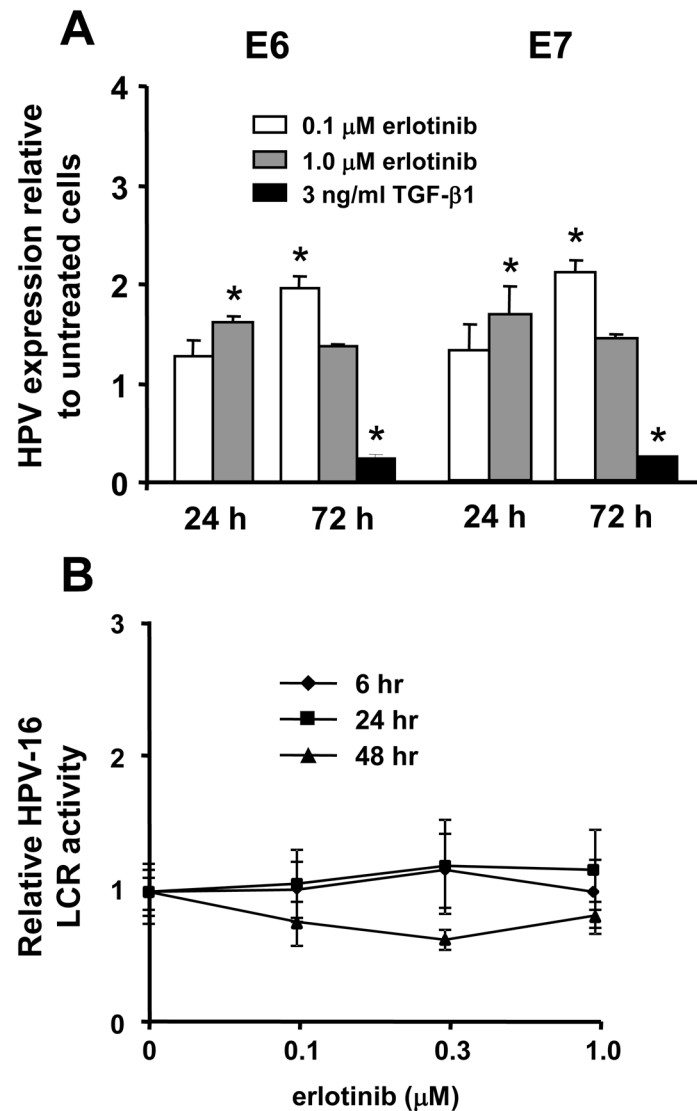 A
E6 E7
HPV expression relative
to untreated cells
4
3
2
1
0
0.1 μM erlotinib
1.0 μM erlotinib
3 ng/ml TGF-β1
* * * * * *
24 h 72 h 24 h 72 h
B
Relative HPV-16
LCR activity
3
2
1
0
6 hr
24 hr
48 hr
0 0.1 0.3 1.0
erlotinib (μM)